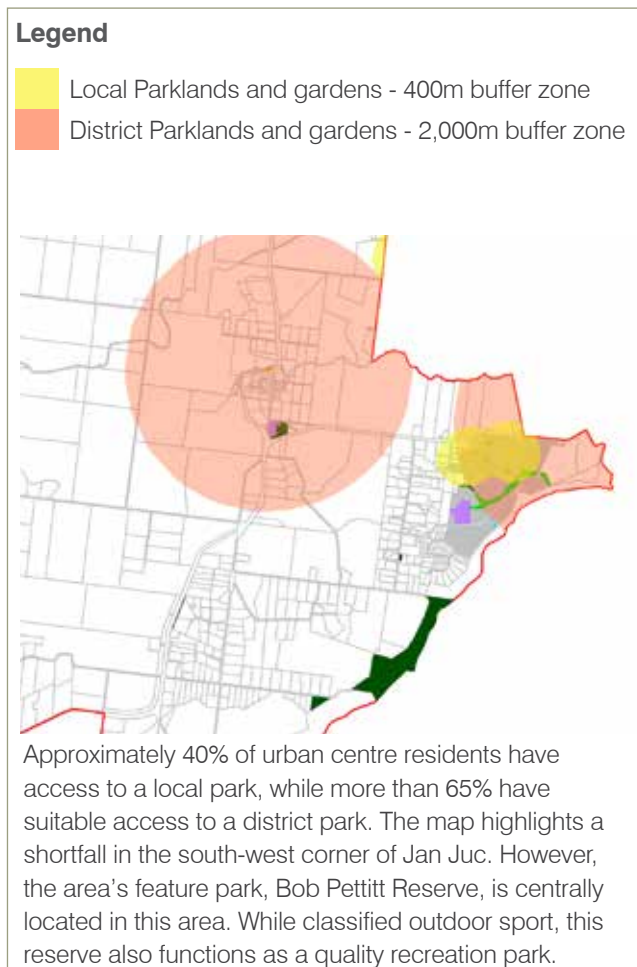 Legend
Local Parklands and gardens - 400m buffer zone
District Parklands and gardens - 2,000m buffer zone
Approximately 40% of urban centre residents have
access to a local park, while more than 65% have
suitable access to a district park. The map highlights a
shortfall in the south-west corner of Jan Juc. However,
the area's feature park, Bob Pettitt Reserve, is centrally
located in this area. While classified outdoor sport, this
reserve also functions as a quality recreation park.